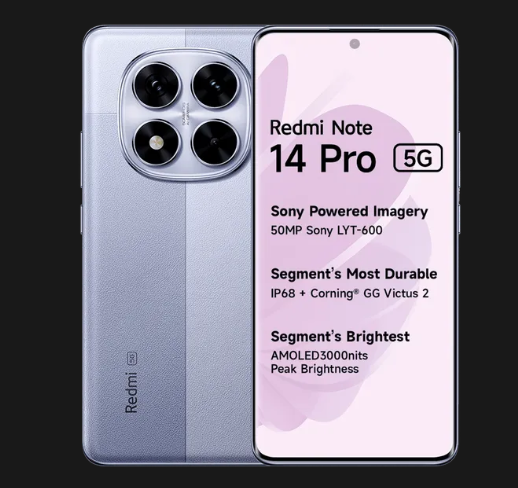 Redmi Note
14 Pro 5G
Sony Powered Imagery
50MP Sony LYT-600
Segment's Most Durable
IP68 + Corning® GG Victus 2
Segment's Brightest
AMOLED3000nits
Peak Brightness
Redmi 5G